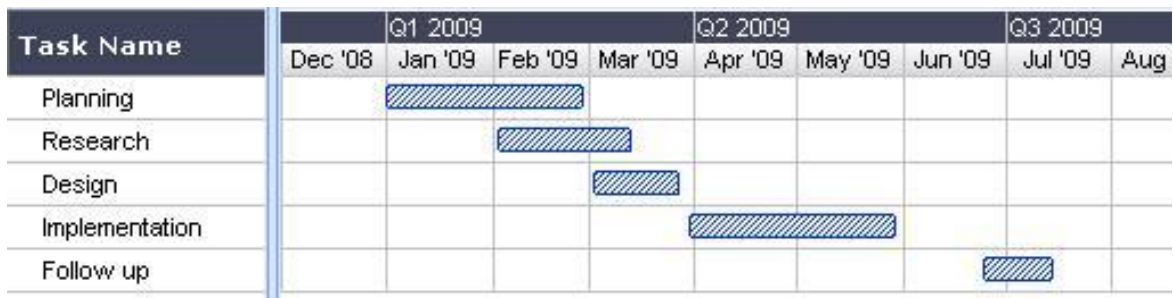 Task Name
Q1 2009 Q2 2009 Q3 2009
Dec '08 Jan '09 Feb '09 Mar '09 Apr '09 May '09 Jun '09 Jul '09 Aug
Planning
Research
Design
Implementation
Follow up